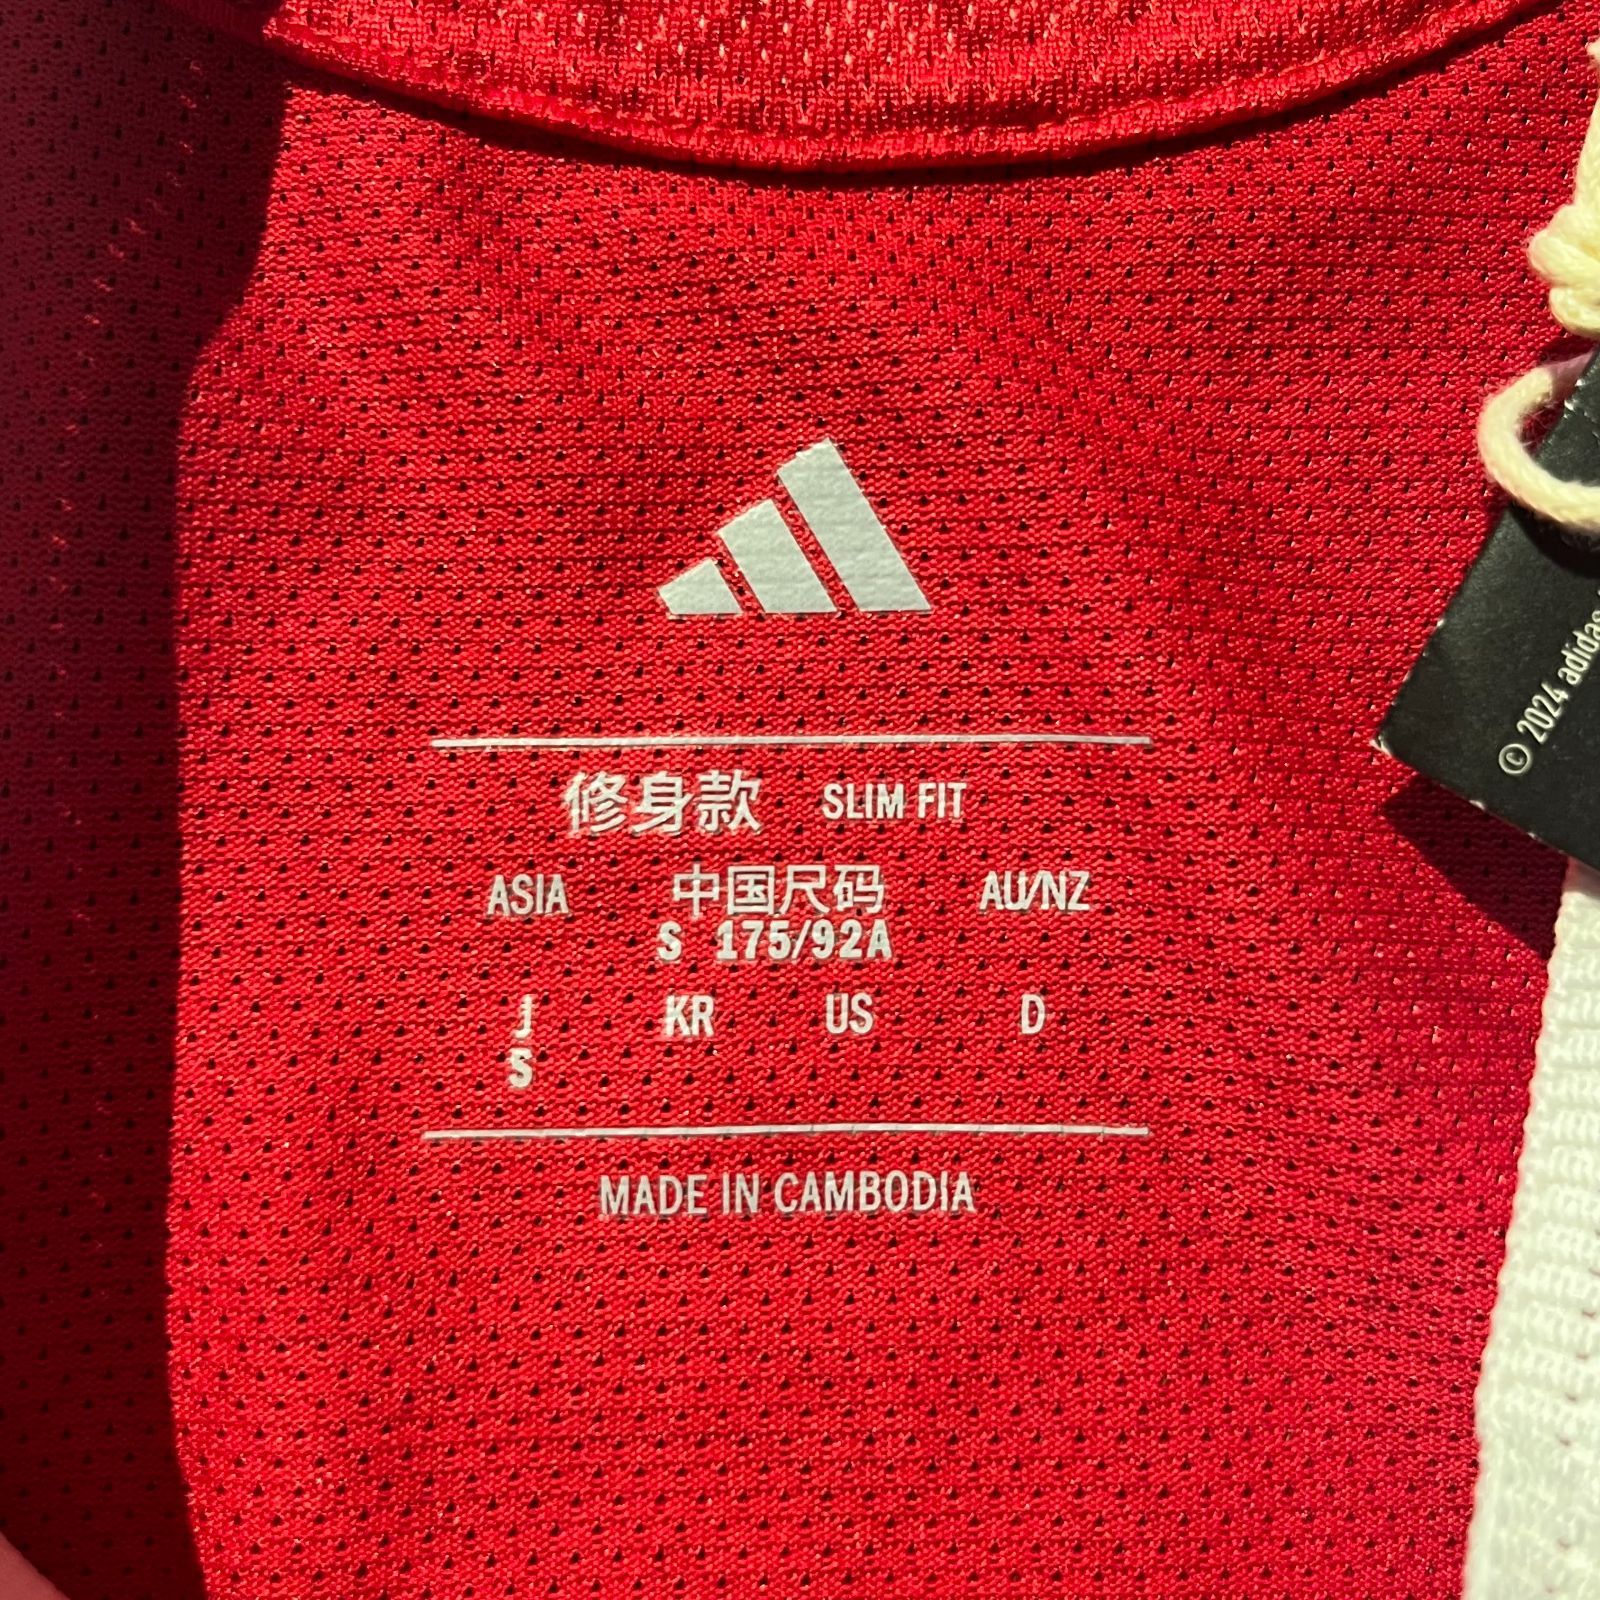 修身款 SLIM FIT
ASIA 中国尺码 AU/NZ
S 175/92A
J KR US D
S
MADE IN CAMBODIA
© 2024 adidas